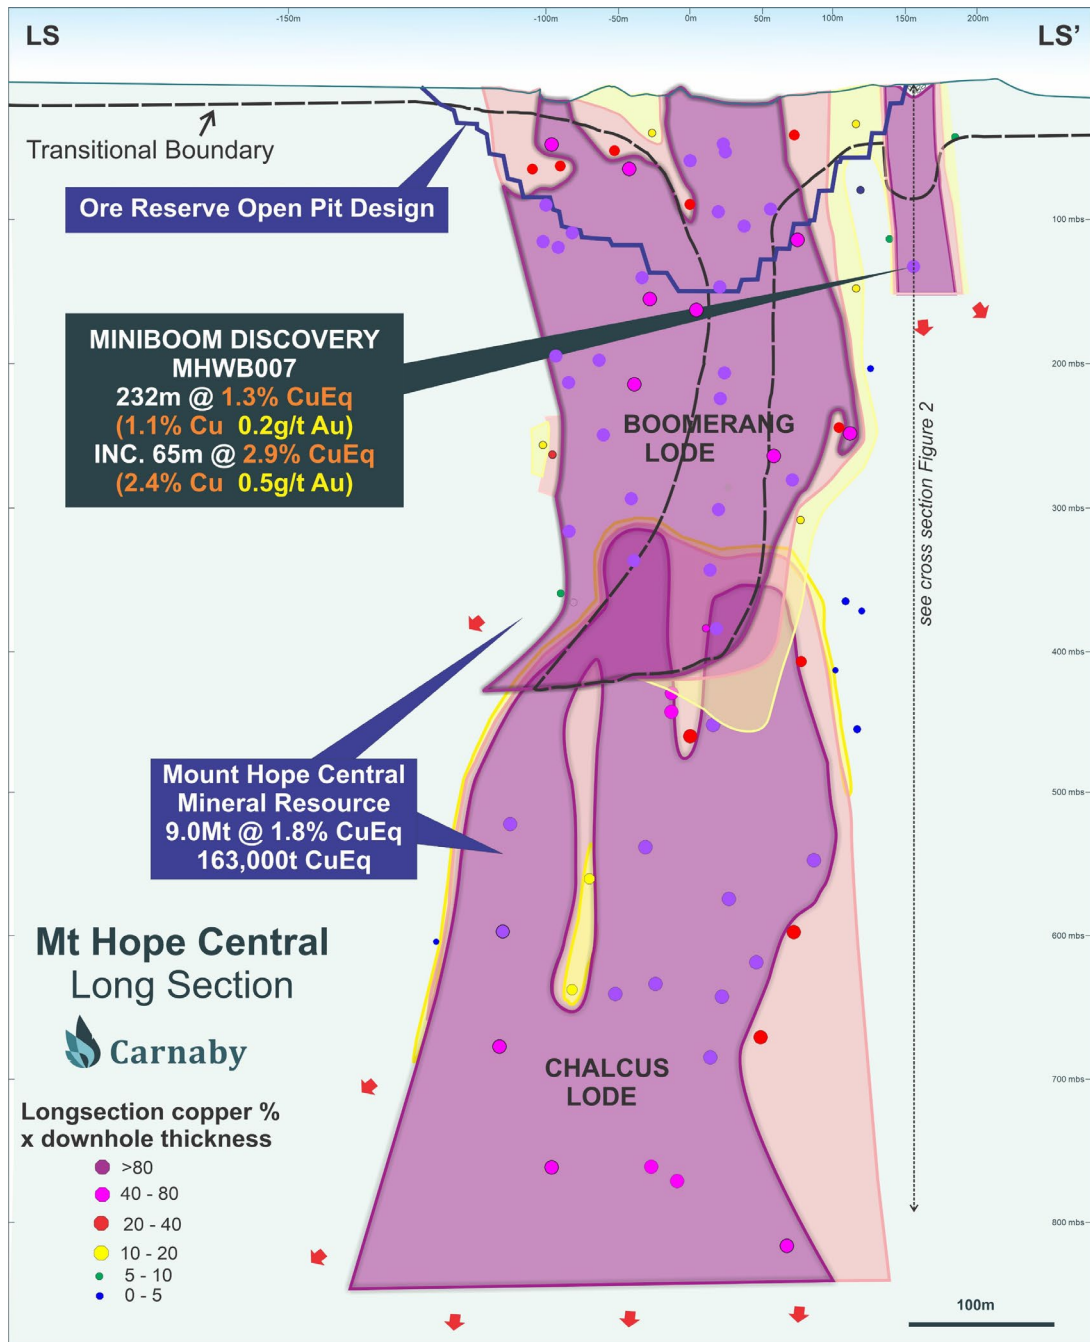 -150m
-100m
-50m
0m
50m
100m
150m
200m
LS
LS'
Transitional Boundary
Ore Reserve Open Pit Design
100 mbs
MINIBOOM DISCOVERY
MHWB007
232m @ 1.3% CuEq
(1.1% Cu 0.2g/t Au)
INC. 65m @ 2.9% CuEq
(2.4% Cu 0.5g/t Au)
200 mbs
BOOMERANG
LODE
300 mbs
see cross section Figure 2
400 mbs
Mount Hope Central
Mineral Resource
9.0Mt @ 1.8% CuEq
163,000t CuEq
500 mbs
600 mbs
Mt Hope Central
Long Section
Carnaby
CHALCUS
LODE
700 mbs
Longsection copper %
x downhole thickness
>80
40 - 80
20 - 40
10 - 20
5 - 10
0 - 5
800 mbs
100m